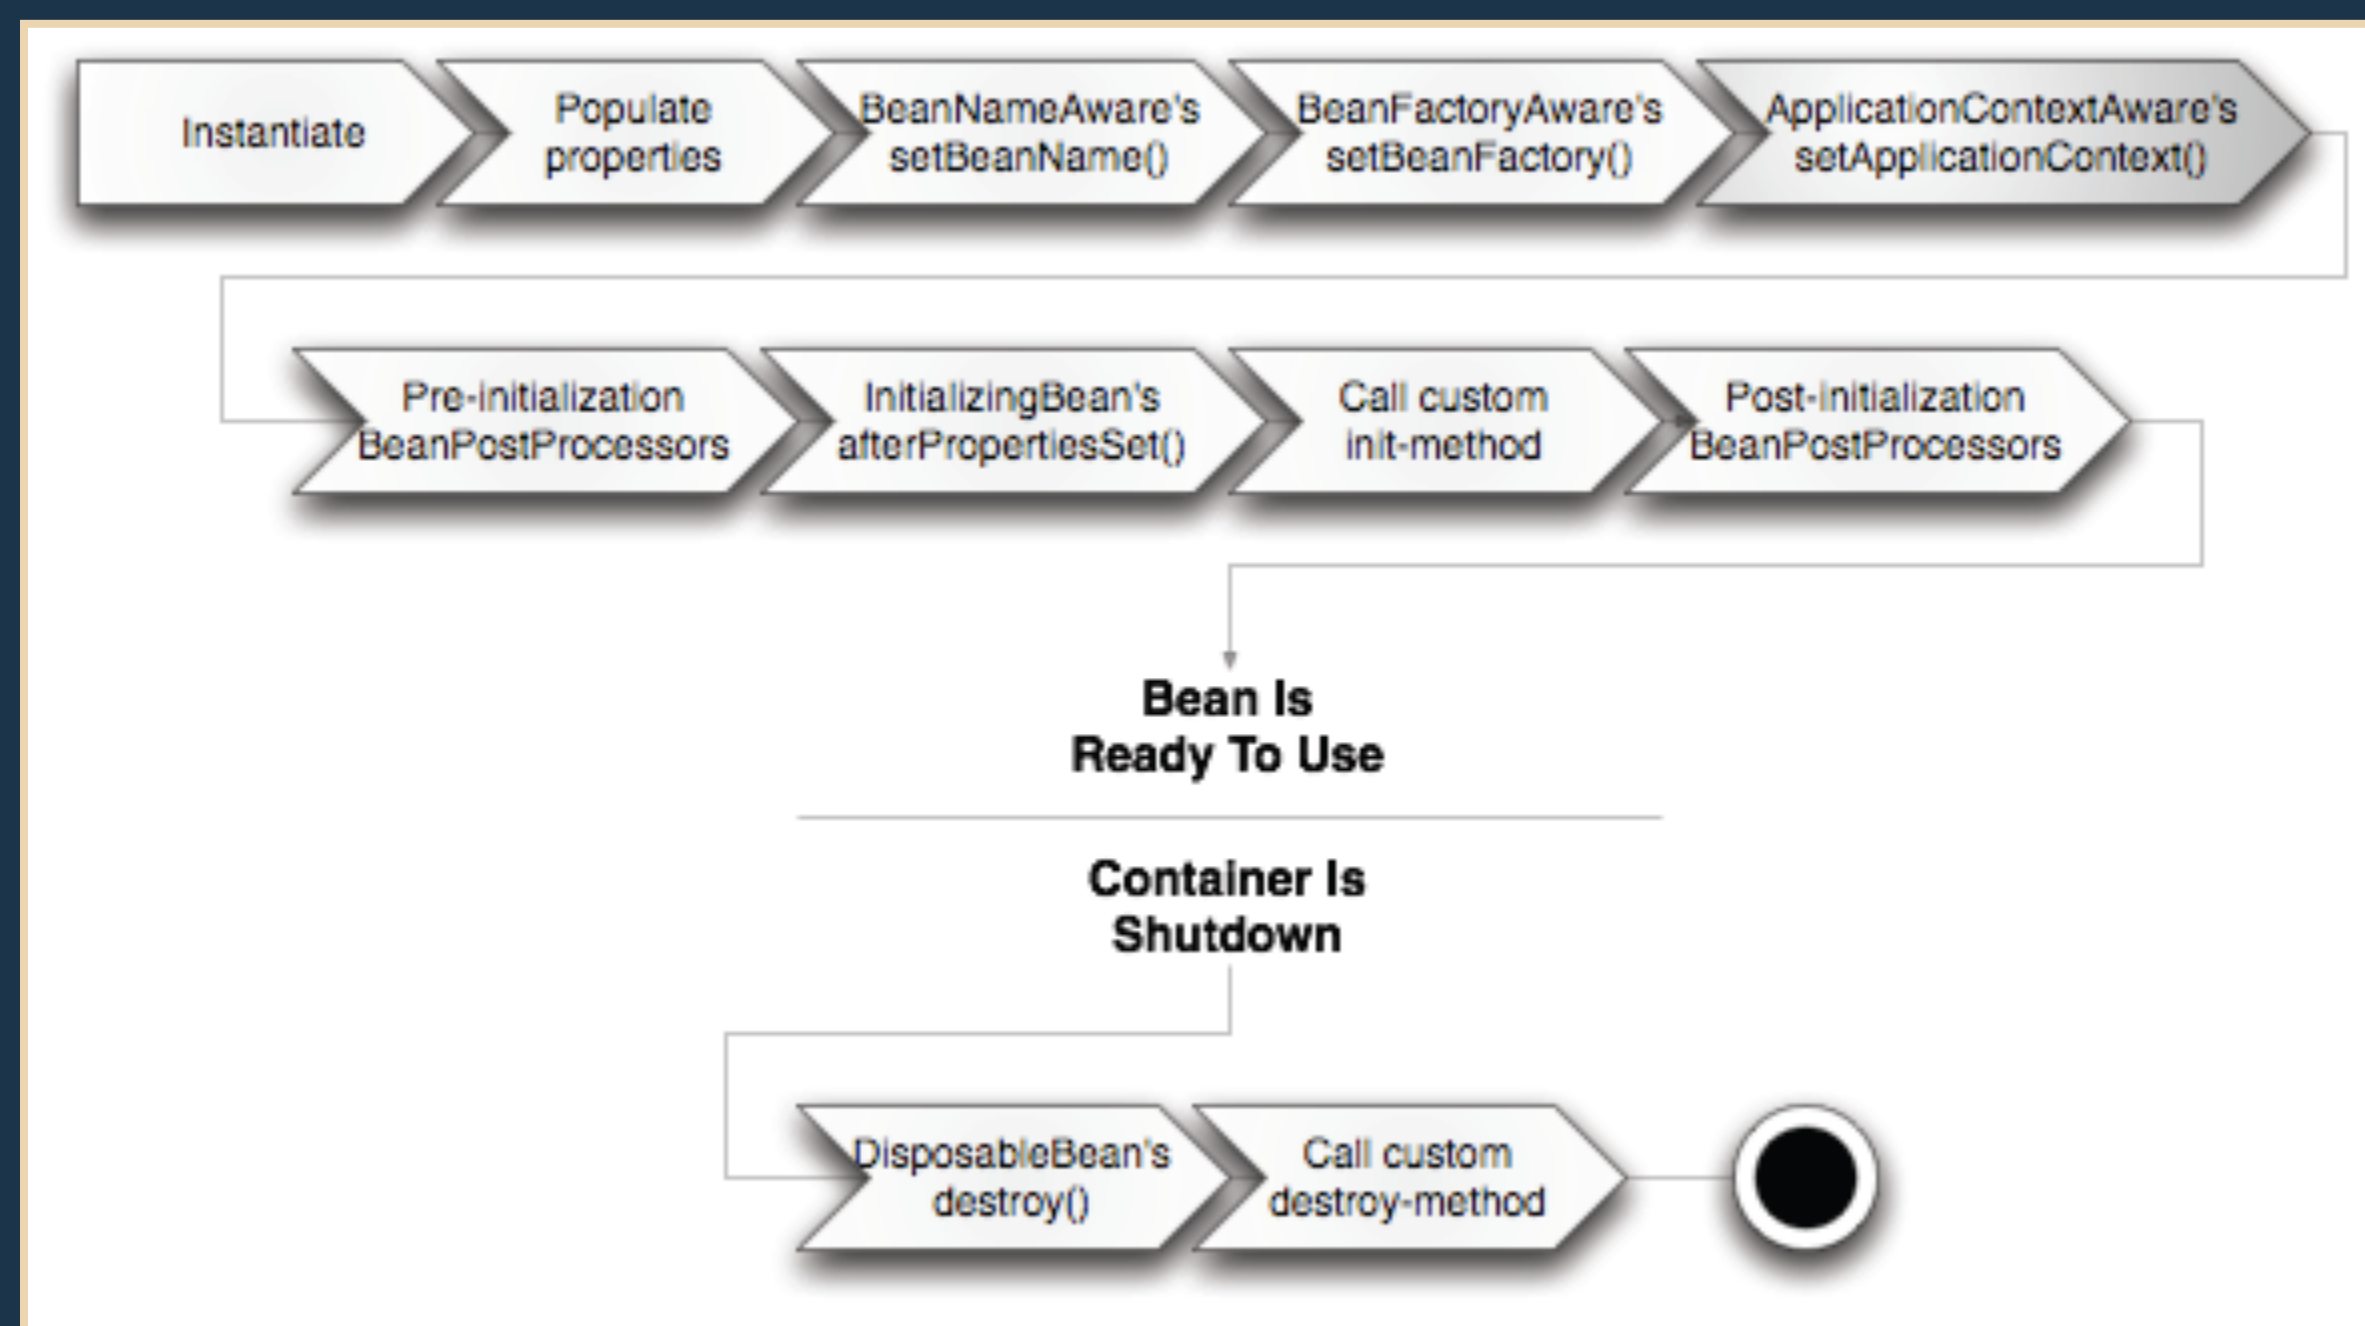 Instantiate
Populate
properties
BeanNameAware's
setBeanName()
BeanFactoryAware's
setBeanFactory()
ApplicationContextAware's
setApplicationContext()
Pre-initialization
BeanPostProcessors
InitializingBean's
afterPropertiesSet()
Call custom
init-method
Post-initialization
BeanPostProcessors
Bean Is
Ready To Use
Container Is
Shutdown
DisposableBean's
destroy()
Call custom
destroy-method